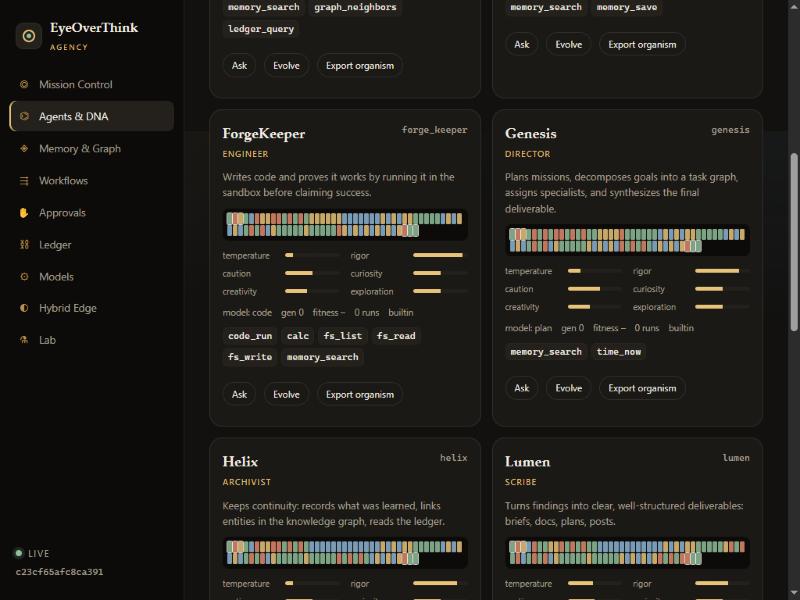 EyeOverThink
AGENCY
Mission Control
Agents & DNA
Memory & Graph
Workflows
Approvals
Ledger
Models
Hybrid Edge
Lab
LIVE
c23cf65afc8ca391
memory_search graph_neighbors
ledger_query
Ask Evolve Export organism
memory_search memory_save
Ask Evolve Export organism
ForgeKeeper forge_keeper
ENGINEER
Writes code and proves it works by running it in the
sandbox before claiming success.
temperature rigor
caution curiosity
creativity exploration
model: code gen 0 fitness – 0 runs builtin
code_run calc fs_list fs_read
fs_write memory_search
Ask Evolve Export organism
Genesis genesis
DIRECTOR
Plans missions, decomposes goals into a task graph,
assigns specialists, and synthesizes the final
deliverable.
temperature rigor
caution curiosity
creativity exploration
model: plan gen 0 fitness – 0 runs builtin
memory_search time_now
Ask Evolve Export organism
Helix helix
ARCHIVIST
Keeps continuity: records what was learned, links
entities in the knowledge graph, reads the ledger.
temperature rigor
Lumen lumen
SCRIBE
Turns findings into clear, well-structured deliverables:
briefs, docs, plans, posts.
temperature rigor